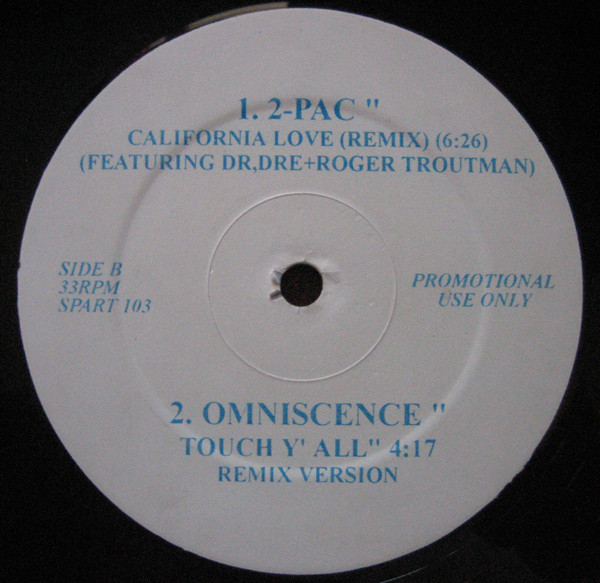 1. 2-PAC "
CALIFORNIA LOVE (REMIX) (6:26)
(FEATURING DR,DRE+ROGER TROUTMAN)
SIDE B
33RPM
SPART 103
PROMOTIONAL
USE ONLY
2. OMNISCENCE "
TOUCH Y' ALL" 4:17
REMIX VERSION